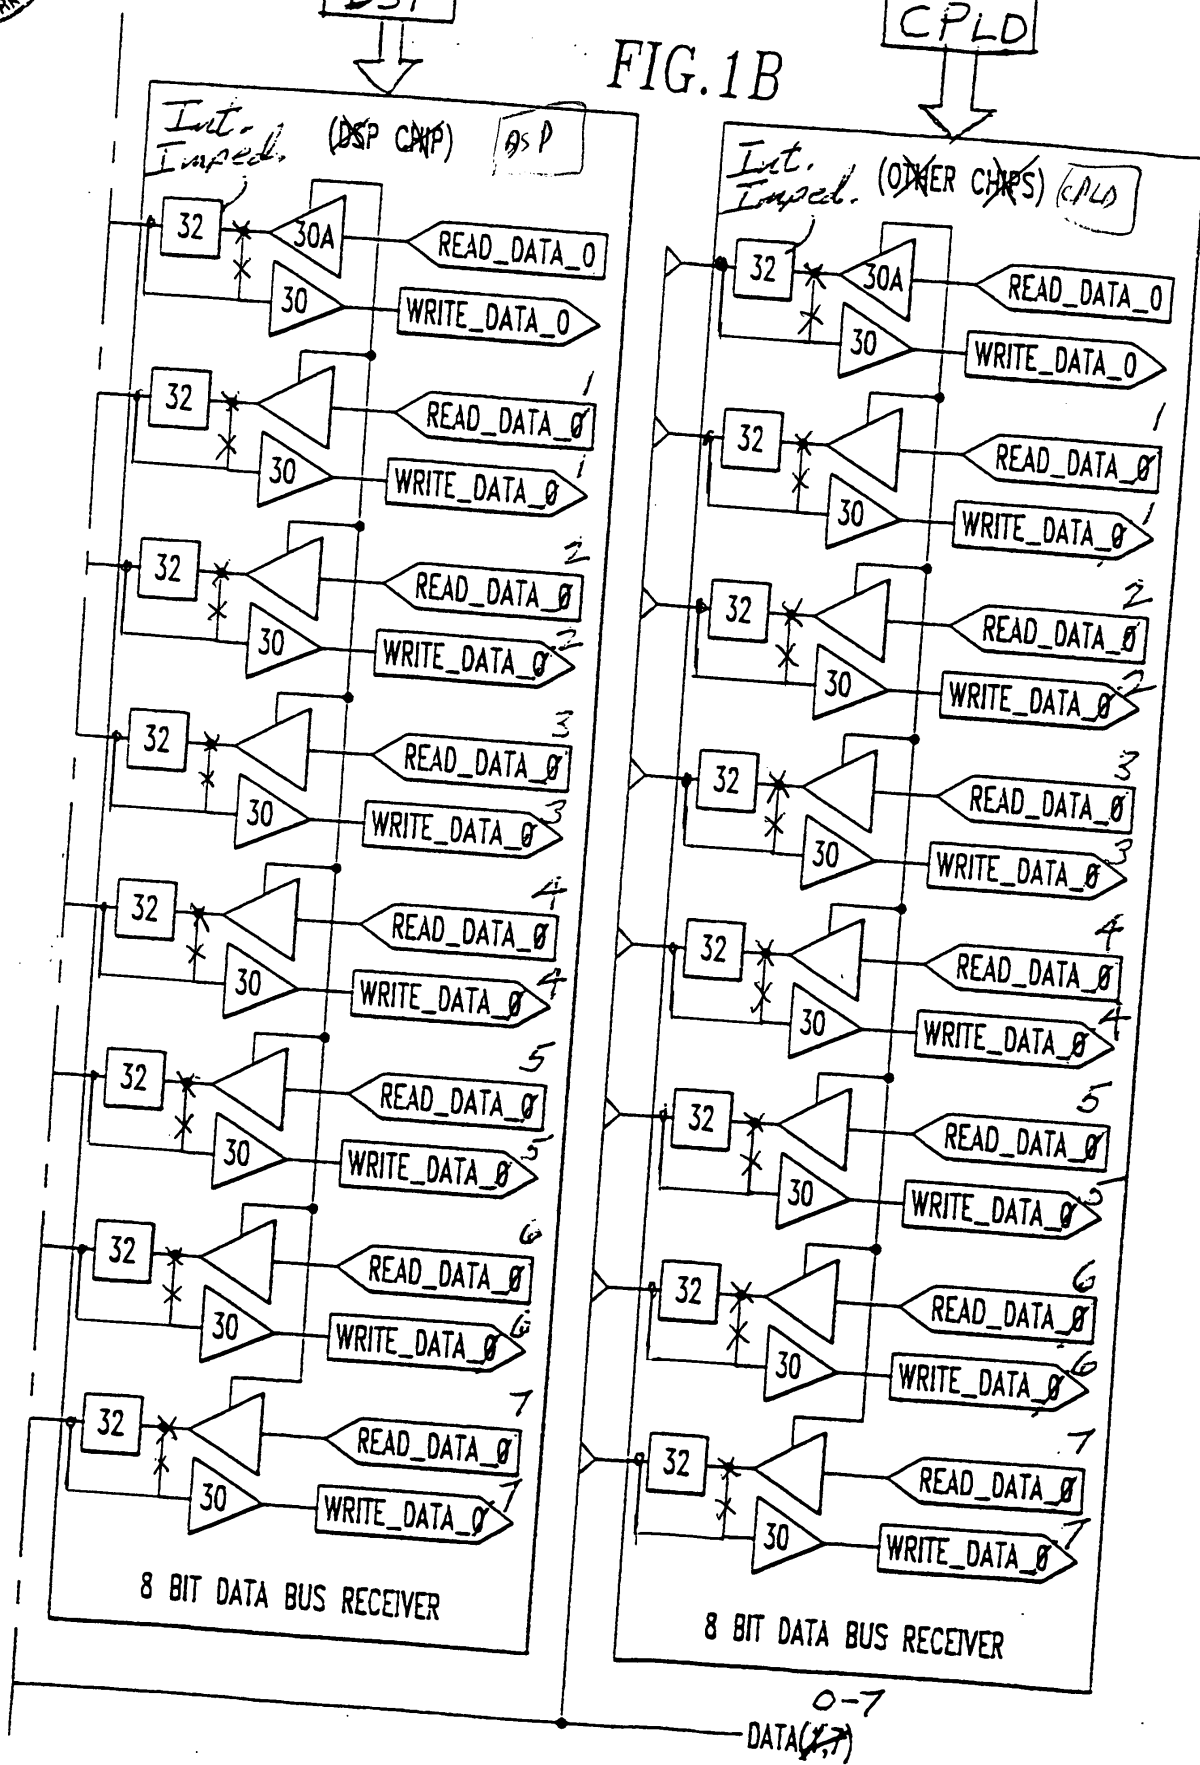 DSP
CPLD
FIG.1B
Int.
Imped.
(DSP CHIP)
DSP
32
30A
READ_DATA_0
30
WRITE_DATA_0
32
READ_DATA_0 1
30
WRITE_DATA_0 1
32
READ_DATA_0 2
30
WRITE_DATA_0 2
32
READ_DATA_0 3
30
WRITE_DATA_0 3
32
READ_DATA_0 4
30
WRITE_DATA_0 4
32
READ_DATA_0 5
30
WRITE_DATA_0 5
32
READ_DATA_0 6
30
WRITE_DATA_0 6
32
READ_DATA_0 7
30
WRITE_DATA_0 7
8 BIT DATA BUS RECEIVER
Int.
Imped.
(OTHER CHIPS)
CPLD
32
30A
READ_DATA_0
30
WRITE_DATA_0
32
READ_DATA_0 1
30
WRITE_DATA_0 1
32
READ_DATA_0 2
30
WRITE_DATA_0 2
32
READ_DATA_0 3
30
WRITE_DATA_0 3
32
READ_DATA_0 4
30
WRITE_DATA_0 4
32
READ_DATA_0 5
30
WRITE_DATA_0 5
32
READ_DATA_0 6
30
WRITE_DATA_0 6
32
READ_DATA_0 7
30
WRITE_DATA_0 7
8 BIT DATA BUS RECEIVER
0-7
DATA(1,7)